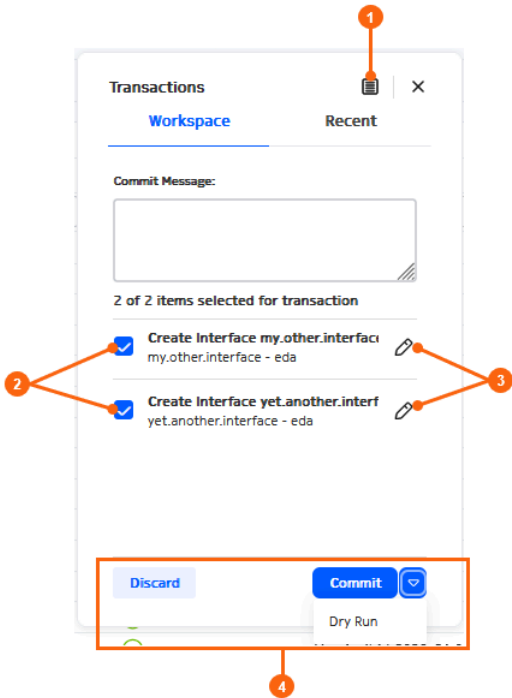 1
Transactions
Workspace Recent
Commit Message:
2 of 2 items selected for transaction
Create Interface my.other.interface
my.other.interface - eda
2
3
Create Interface yet.another.interf
yet.another.interface - eda
Discard Commit
Dry Run
4